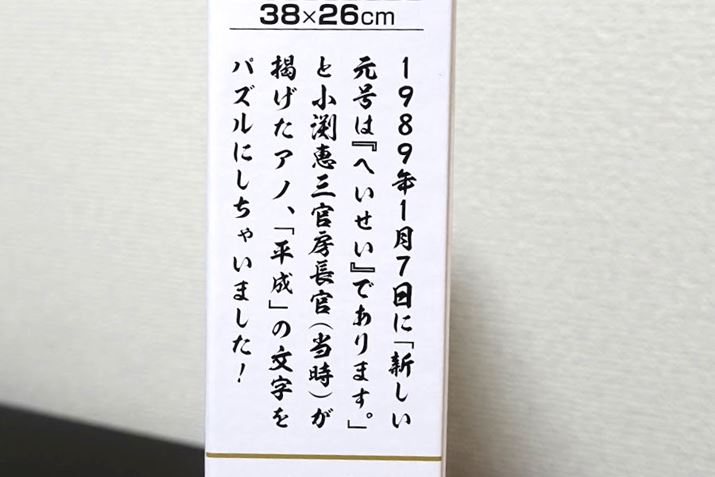 38×26cm
1989年1月7日に「新しい
元号は『へいせい』であります。」
と小渕恵三官房長官(当時)が
掲げたアノ、「平成」の文字を
パズルにしちゃいました!